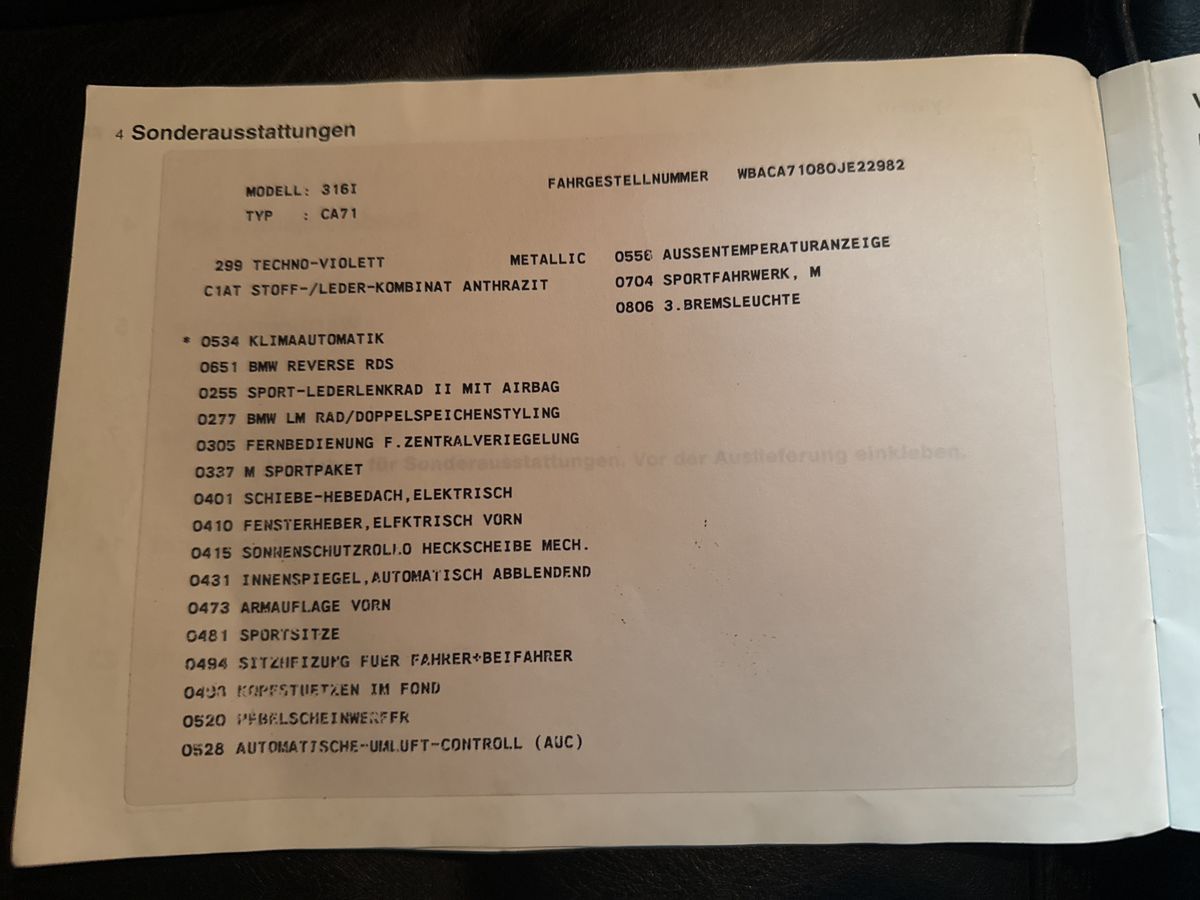 4 Sonderausstattungen
MODELL: 316I
FAHRGESTELLNUMMER WBACA71080JE22982
TYP : CA71
299 TECHNO-VIOLETT METALLIC
C1AT STOFF-/LEDER-KOMBINAT ANTHRAZIT
* 0534 KLIMAAUTOMATIK
0651 BMW REVERSE RDS
0255 SPORT-LEDERLENKRAD II MIT AIRBAG
0277 BMW LM RAD/DOPPELSPEICHENSTYLING
0305 FERNBEDIENUNG F.ZENTRALVERIEGELUNG
0337 M SPORTPAKET
0401 SCHIEBE-HEBEDACH,ELEKTRISCH
0410 FENSTERHEBER,ELEKTRISCH VORN
0415 SONNENSCHUTZROLLO HECKSCHEIBE MECH.
0431 INNENSPIEGEL,AUTOMATISCH ABBLENDEND
0473 ARMAUFLAGE VORN
0481 SPORTSITZE
0494 SITZHEIZUNG FUER FAHRER+BEIFAHRER
0498 KOPFSTUETZEN IM FOND
0520 NEBELSCHEINWERFER
0528 AUTOMATISCHE-UMLUFT-CONTROLL (AUC)
0556 AUSSENTEMPERATURANZEIGE
0704 SPORTFAHRWERK, M
0806 3.BREMSLEUCHTE
für Sonderausstattungen. Vor der Auslieferung einkleben.